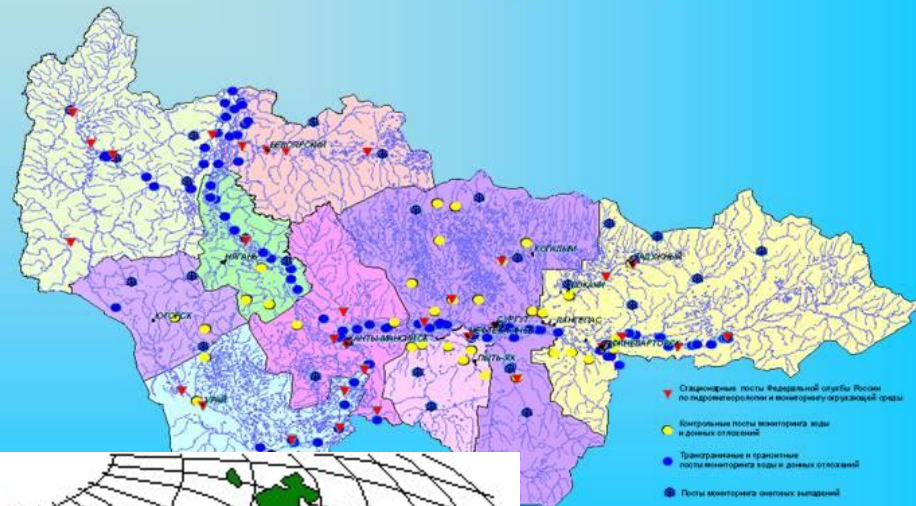 БЕЛОЯРСКИЙ
НЯГАНЬ
КОГАЛЫМ
РАДУЖНЫЙ
ПОКАЧИ
ЮГОРСК
СУРГУТ
ЛАНГЕПАС
НЕФТЕЮГАНСК
ХАНТЫ-МАНСИЙСК
НИЖНЕВАРТОВСК
ПЫТЬ-ЯХ
УРАЙ
Стационарные посты Федеральной службы России
по гидрометеорологии и мониторингу окружающей среды
Контрольные посты мониторинга воды
и донных отложений
Трансграничные и транзитные
посты мониторинга воды и донных отложений
Посты мониторинга снеговых выпадений